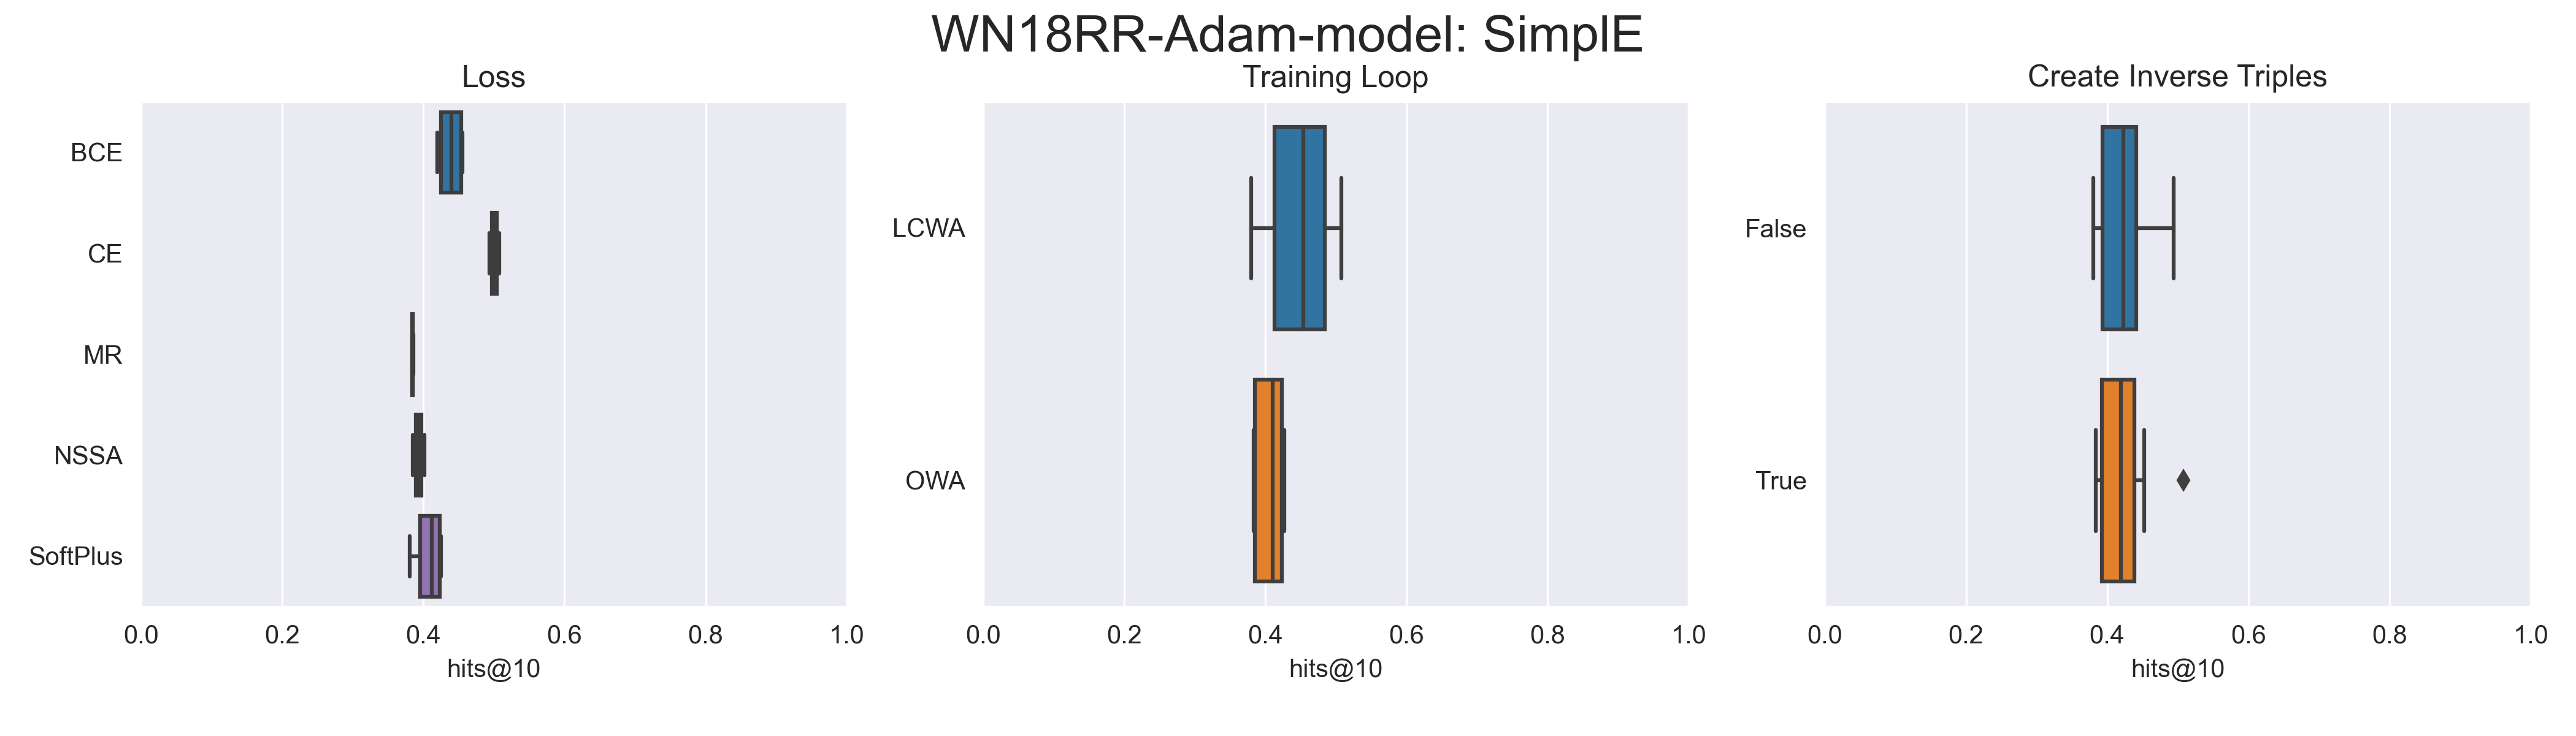 WN18RR-Adam-model: SimplE
Loss
BCE
CE
MR
NSSA
SoftPlus
0.0 0.2 0.4 0.6 0.8 1.0
hits@10
Training Loop
LCWA
OWA
0.0 0.2 0.4 0.6 0.8 1.0
hits@10
Create Inverse Triples
False
True
0.0 0.2 0.4 0.6 0.8 1.0
hits@10